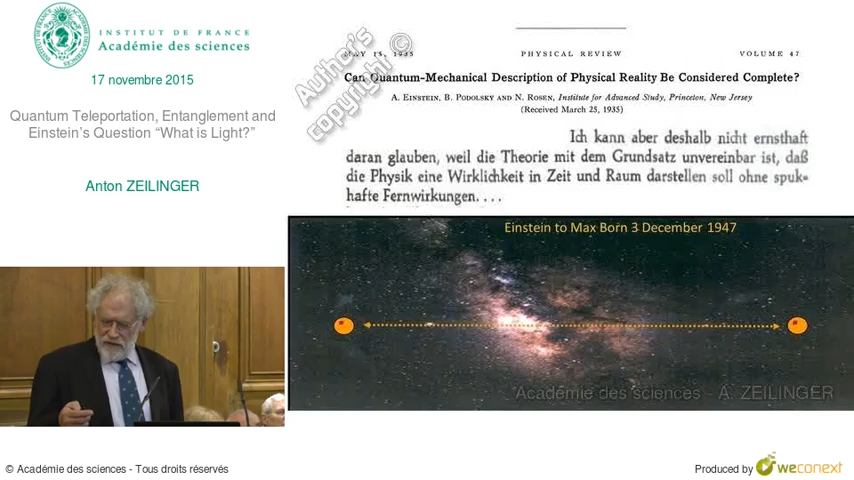 INSTITUT DE FRANCE
Académie des sciences
17 novembre 2015
Quantum Teleportation, Entanglement and
Einstein's Question “What is Light?”
Anton ZEILINGER
Author's
copyright ©
MAY 15, 1935 PHYSICAL REVIEW VOLUME 47
Can Quantum-Mechanical Description of Physical Reality Be Considered Complete?
A. EINSTEIN, B. PODOLSKY AND N. ROSEN, Institute for Advanced Study, Princeton, New Jersey
(Received March 25, 1935)
Ich kann aber deshalb nicht ernsthaft
daran glauben, weil die Theorie mit dem Grundsatz unvereinbar ist, daß
die Physik eine Wirklichkeit in Zeit und Raum darstellen soll ohne spuk-
hafte Fernwirkungen. . . .
Einstein to Max Born 3 December 1947
Académie des sciences - A. ZEILINGER
© Académie des sciences - Tous droits réservés
Produced by weconext